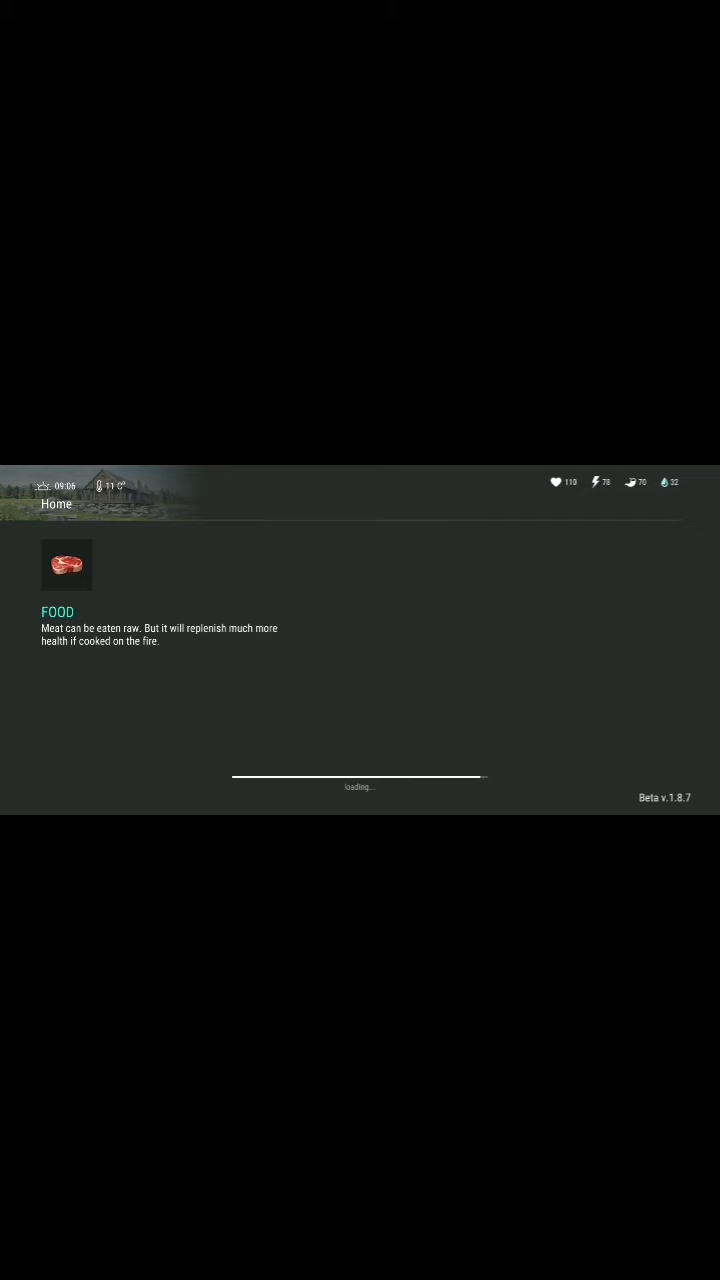 09:06 11 C°
110 78 70 32
Home
FOOD
Meat can be eaten raw. But it will replenish much more
health if cooked on the fire.
loading...
Beta v.1.8.7